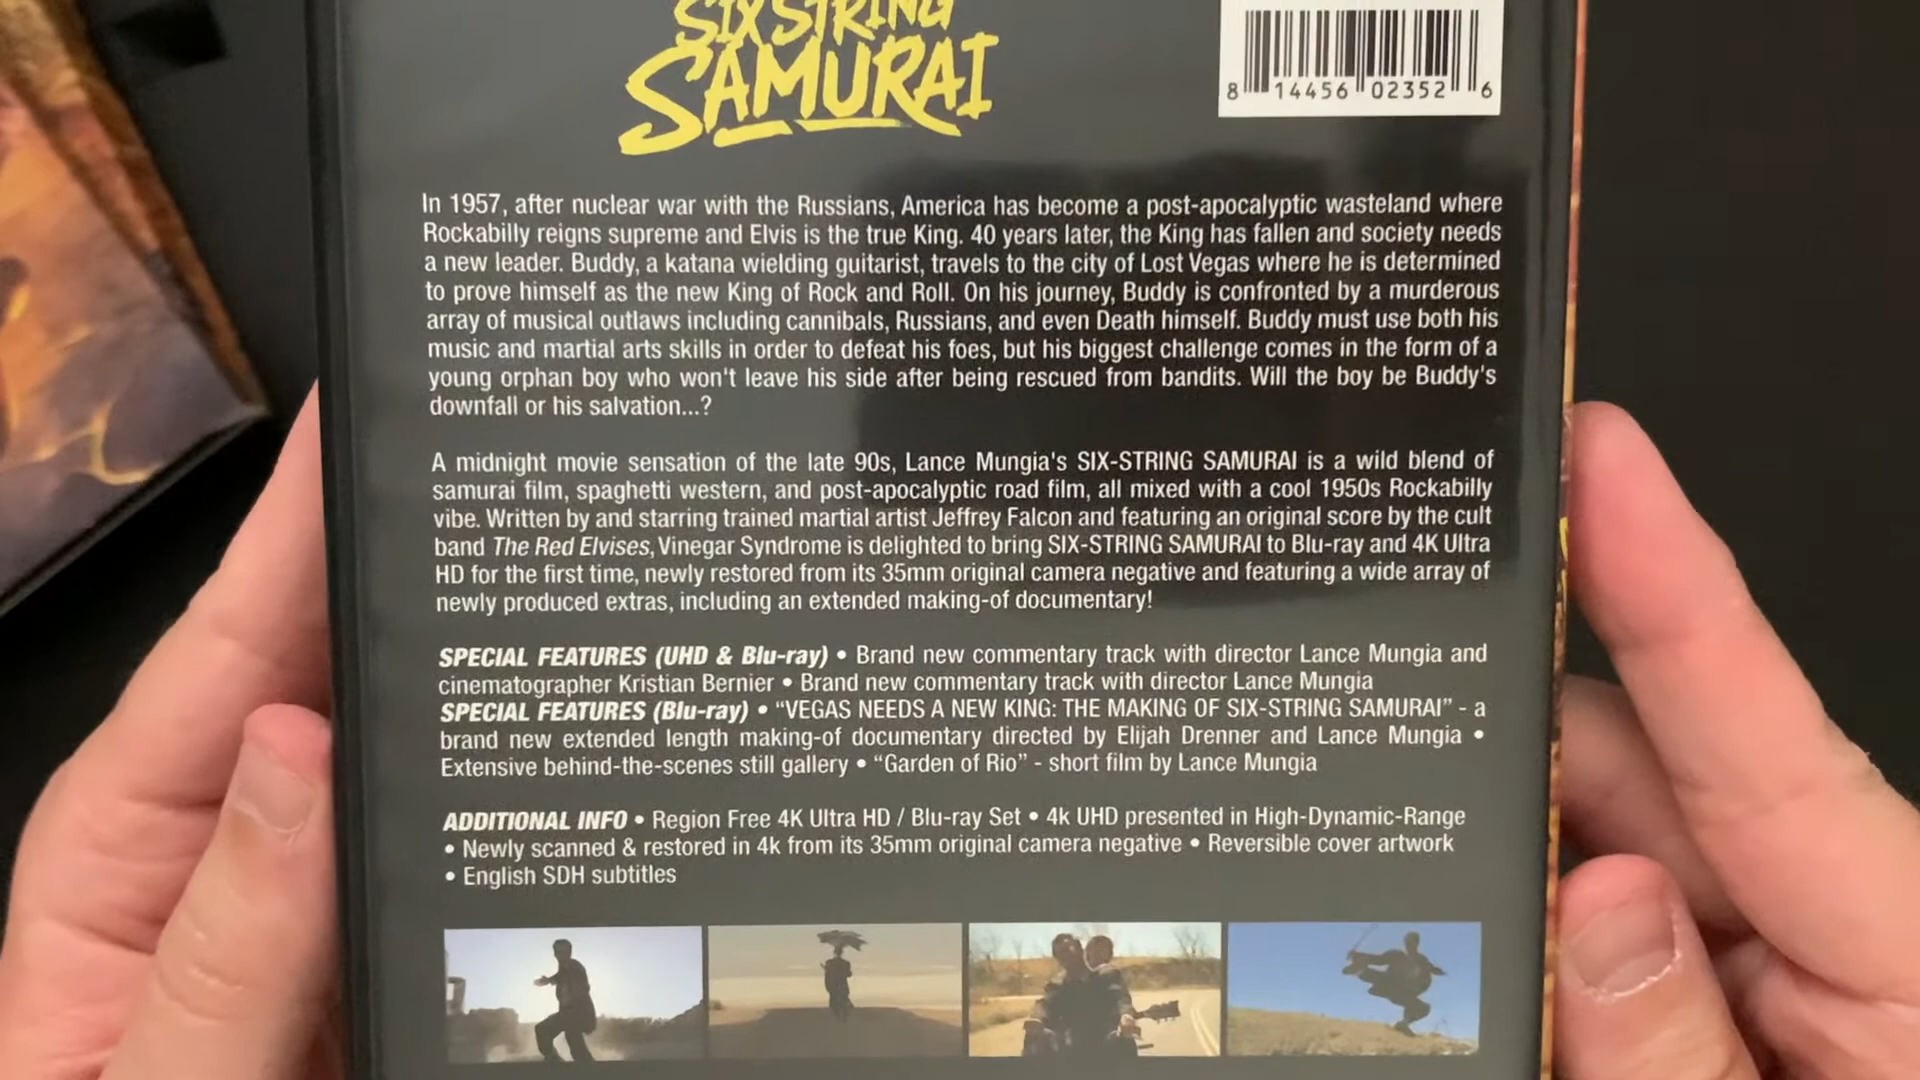 SIX STRING
SAMURAI
8 14456 02352 6
In 1957, after nuclear war with the Russians, America has become a post-apocalyptic wasteland where
Rockabilly reigns supreme and Elvis is the true King. 40 years later, the King has fallen and society needs
a new leader. Buddy, a katana wielding guitarist, travels to the city of Lost Vegas where he is determined
to prove himself as the new King of Rock and Roll. On his journey, Buddy is confronted by a murderous
array of musical outlaws including cannibals, Russians, and even Death himself. Buddy must use both his
music and martial arts skills in order to defeat his foes, but his biggest challenge comes in the form of a
young orphan boy who won't leave his side after being rescued from bandits. Will the boy be Buddy's
downfall or his salvation...?
A midnight movie sensation of the late 90s, Lance Mungia's SIX-STRING SAMURAI is a wild blend of
samurai film, spaghetti western, and post-apocalyptic road film, all mixed with a cool 1950s Rockabilly
vibe. Written by and starring trained martial artist Jeffrey Falcon and featuring an original score by the cult
band The Red Elvises, Vinegar Syndrome is delighted to bring SIX-STRING SAMURAI to Blu-ray and 4K Ultra
HD for the first time, newly restored from its 35mm original camera negative and featuring a wide array of
newly produced extras, including an extended making-of documentary!
SPECIAL FEATURES (UHD & Blu-ray) • Brand new commentary track with director Lance Mungia and
cinematographer Kristian Bernier • Brand new commentary track with director Lance Mungia
SPECIAL FEATURES (Blu-ray) • “VEGAS NEEDS A NEW KING: THE MAKING OF SIX-STRING SAMURAI” - a
brand new extended length making-of documentary directed by Elijah Drenner and Lance Mungia •
Extensive behind-the-scenes still gallery • “Garden of Rio” - short film by Lance Mungia
ADDITIONAL INFO • Region Free 4K Ultra HD / Blu-ray Set • 4k UHD presented in High-Dynamic-Range
• Newly scanned & restored in 4k from its 35mm original camera negative • Reversible cover artwork
• English SDH subtitles